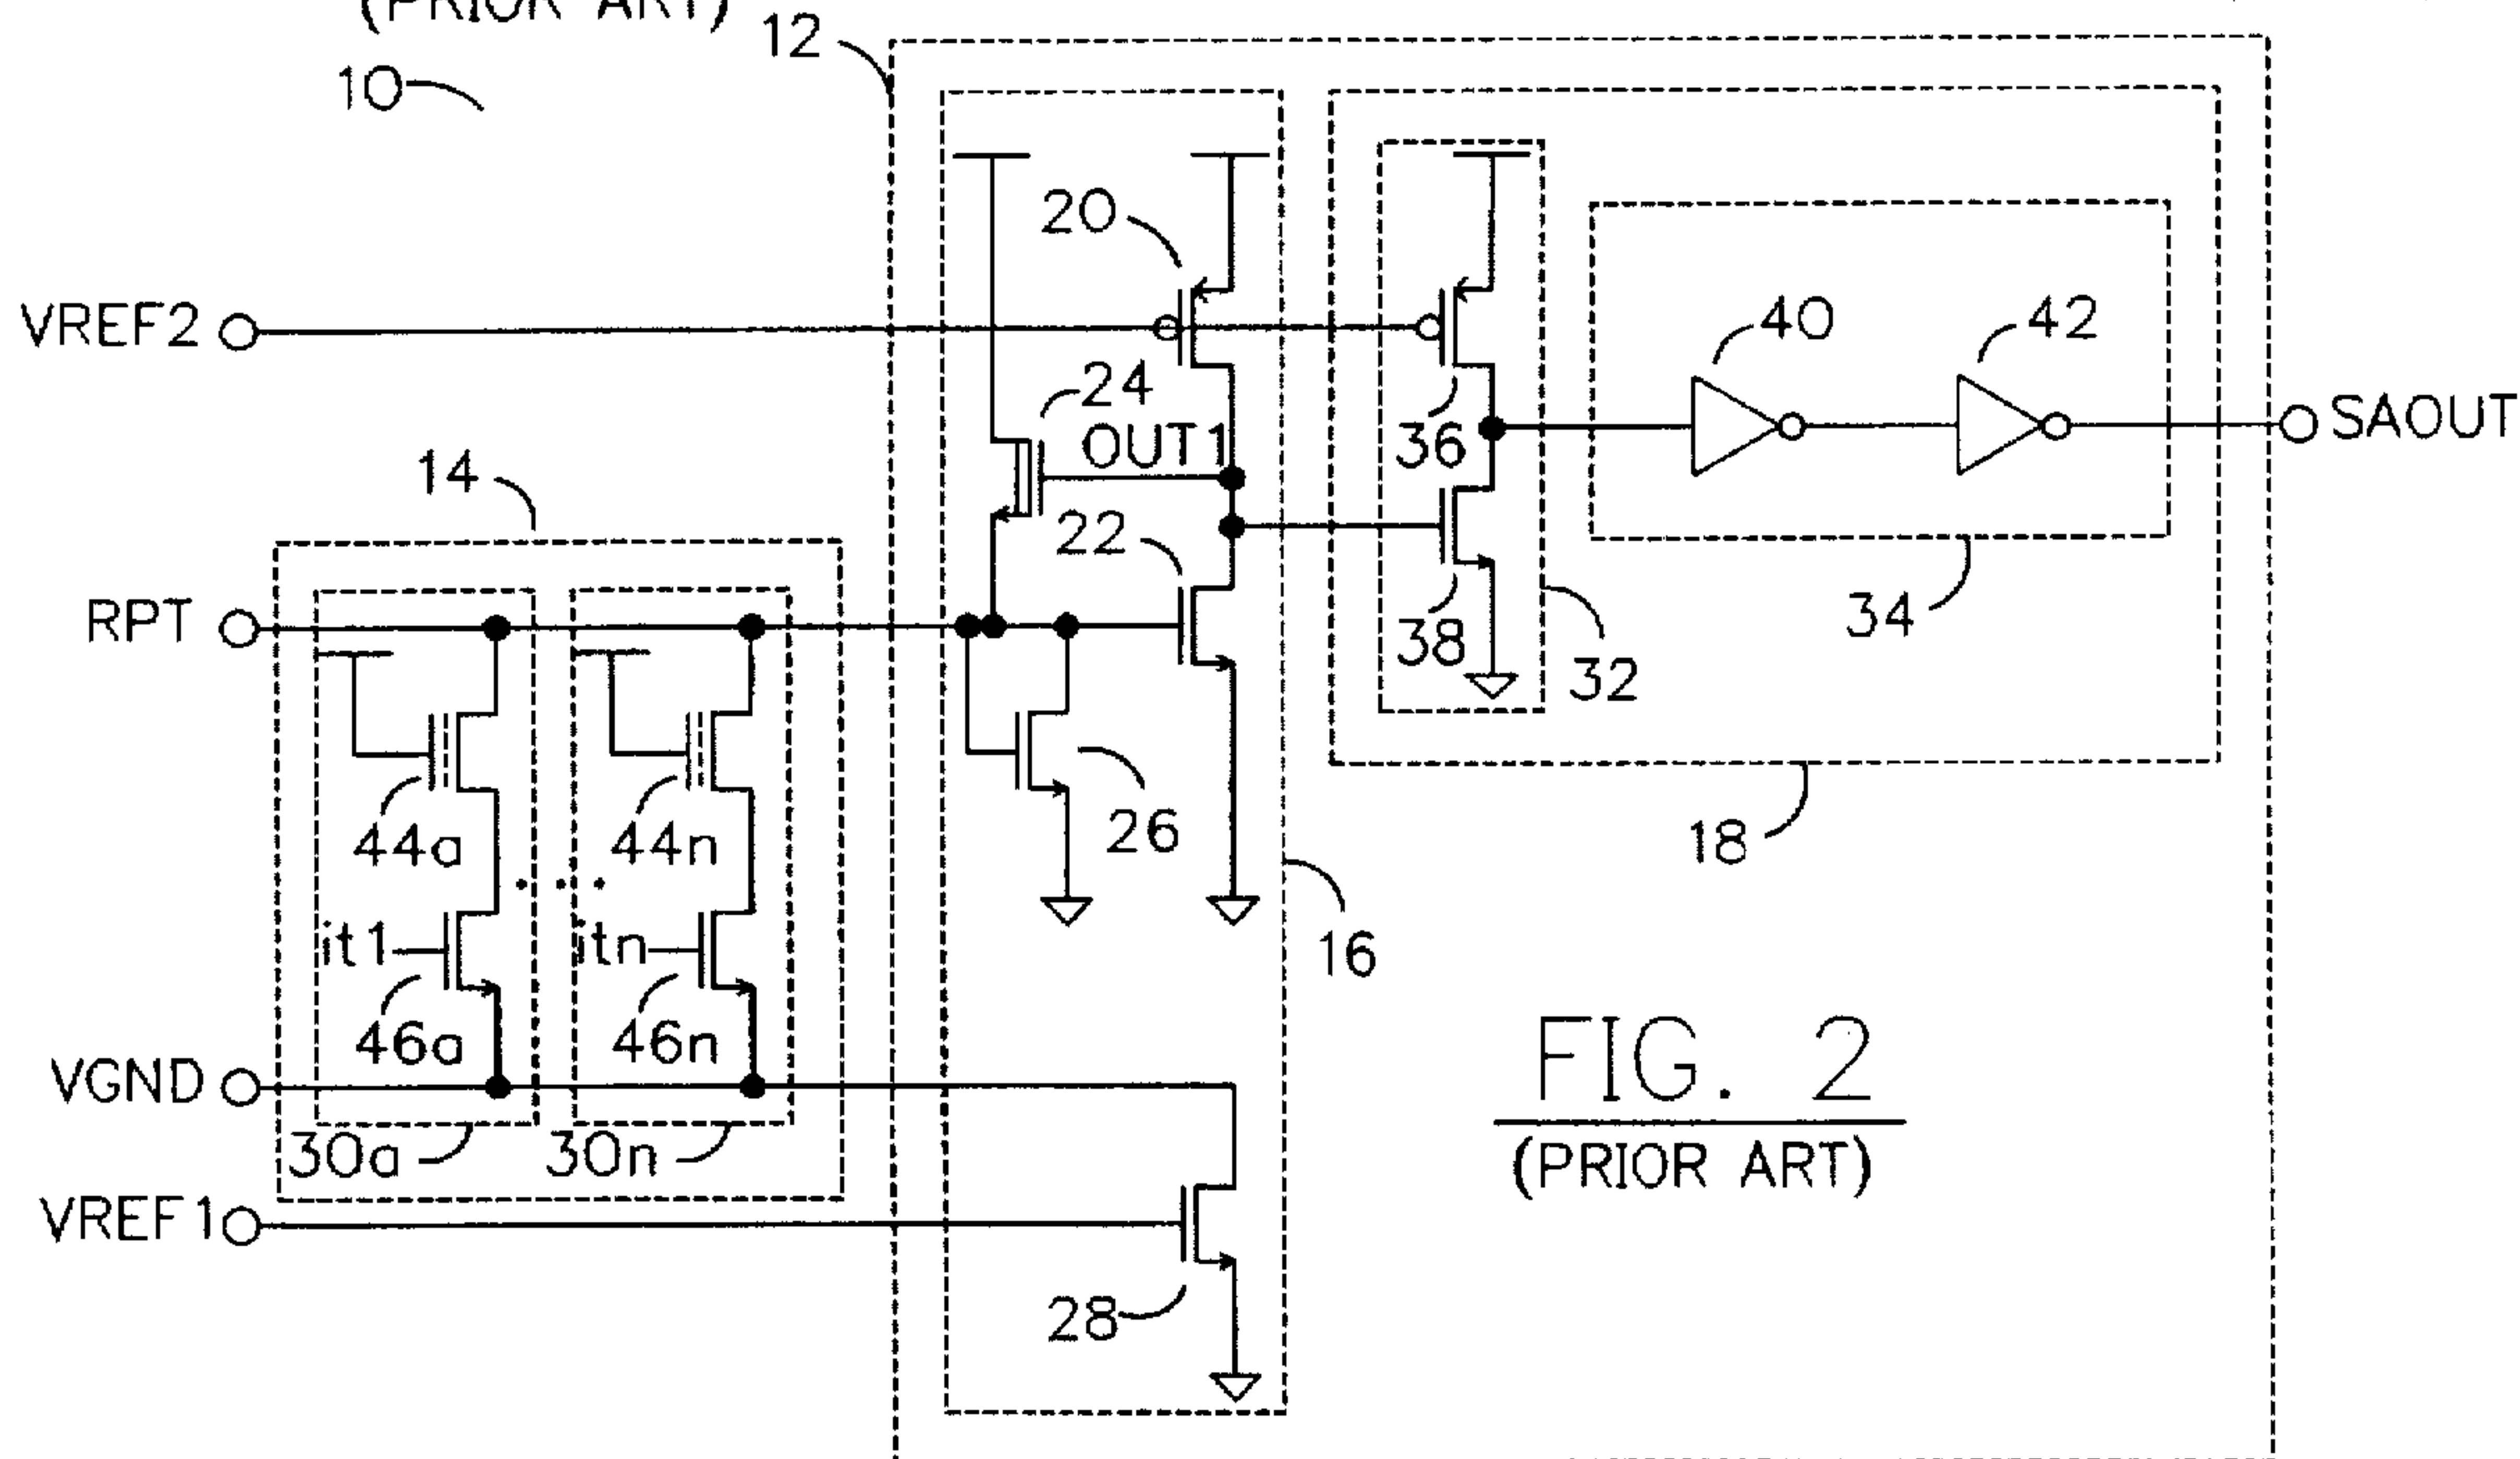 (PRIOR ART)
12
10
20
VREF2
40
42
24
OUT1
36
SAOUT
14
22
RPT
34
38
32
44a
44n
26
18
it1
itn
16
46a
46n
FIG. 2
VGND
30a
30n
(PRIOR ART)
VREF1
28